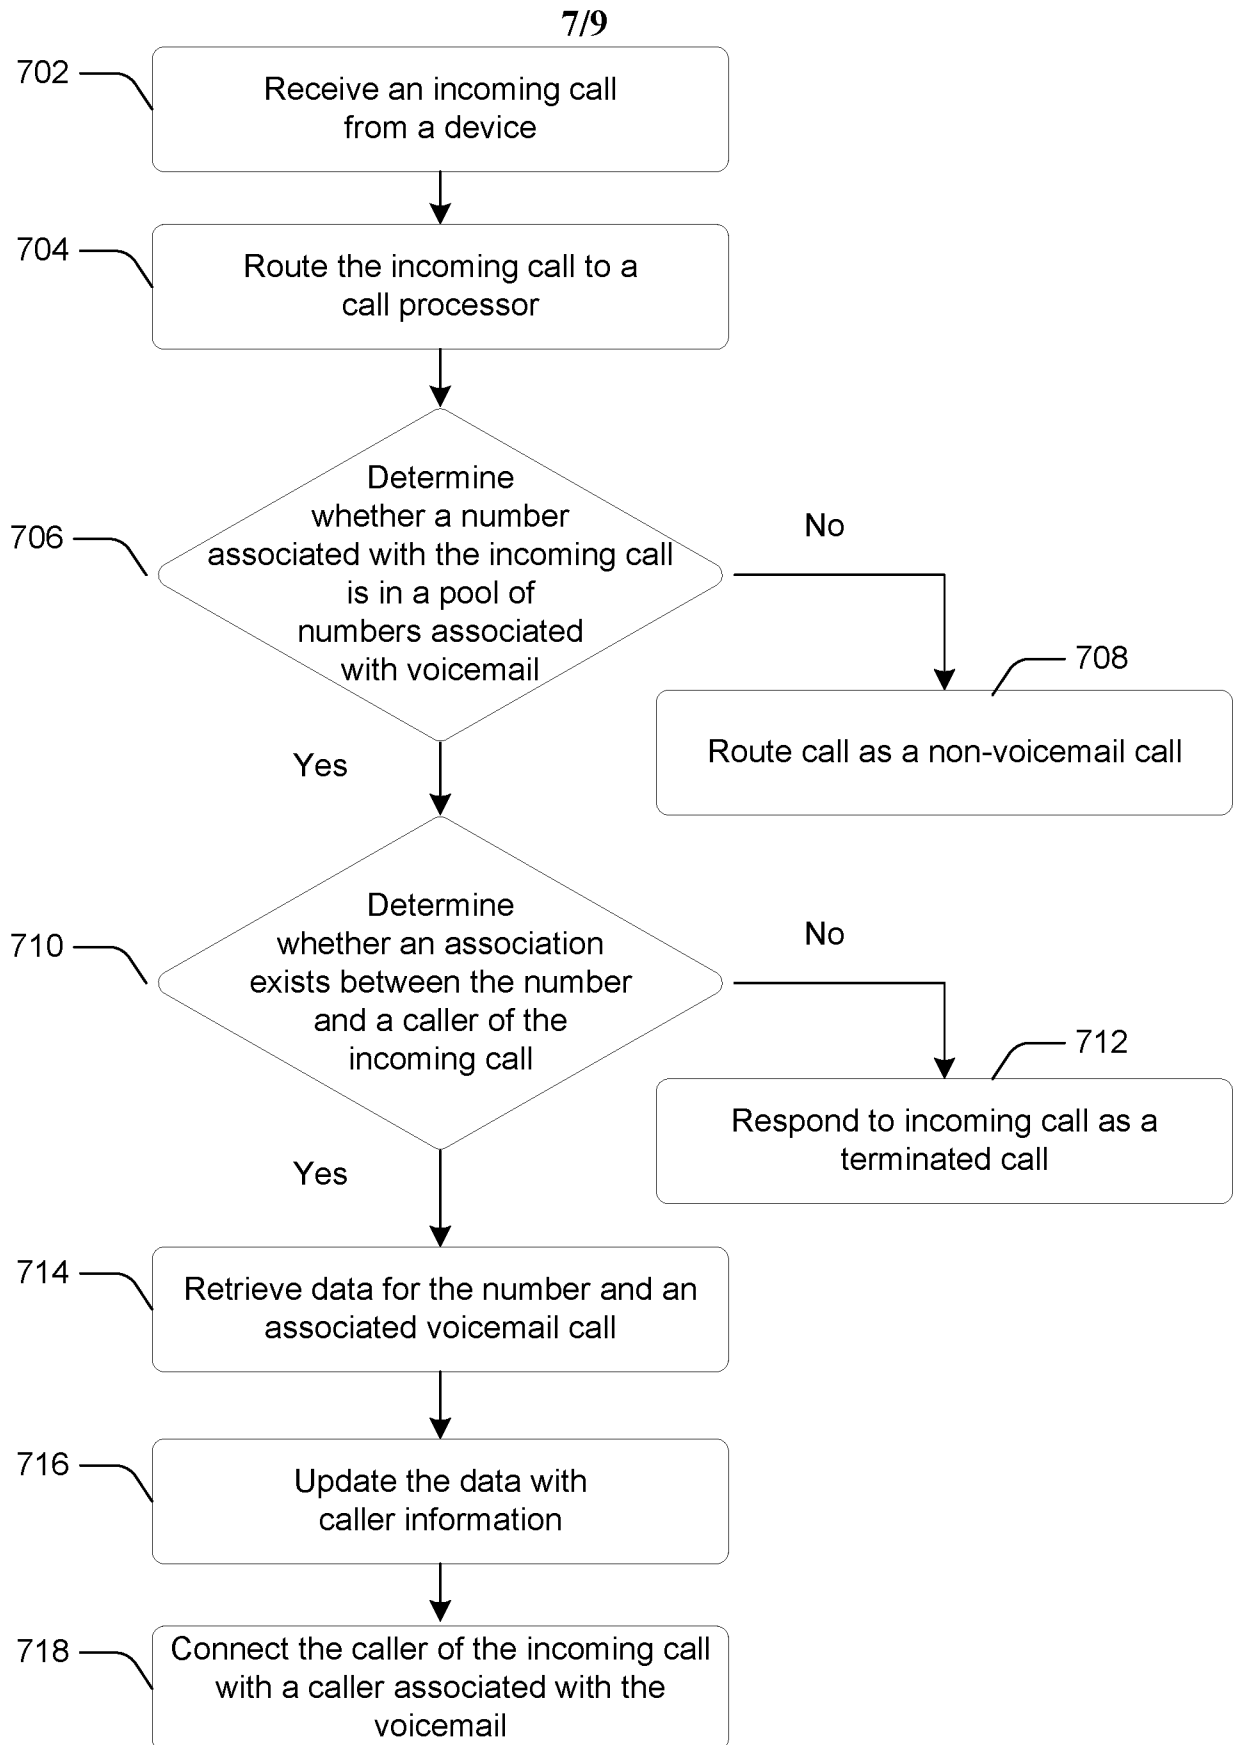 7/9
702
Receive an incoming call
from a device
704
Route the incoming call to a
call processor
706
Determine
whether a number
associated with the incoming call
is in a pool of
numbers associated
with voicemail
No
708
Route call as a non-voicemail call
Yes
710
Determine
whether an association
exists between the number
and a caller of the
incoming call
No
712
Respond to incoming call as a
terminated call
Yes
714
Retrieve data for the number and an
associated voicemail call
716
Update the data with
caller information
718
Connect the caller of the incoming call
with a caller associated with the
voicemail